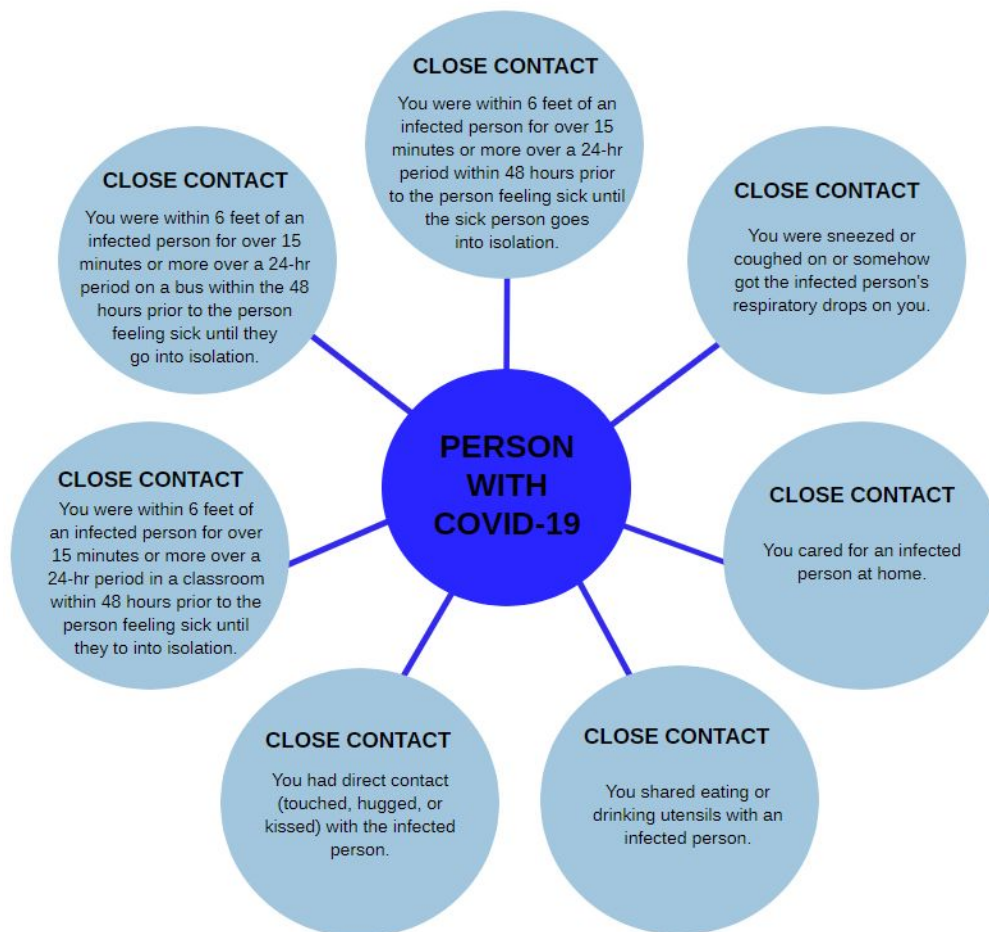 CLOSE CONTACT
You were within 6 feet of an
infected person for over 15
minutes or more over a 24-hr
period within 48 hours prior
to the person feeling sick until
the sick person goes
into isolation.
CLOSE CONTACT
You were within 6 feet of an
infected person for over 15
minutes or more over a 24-hr
period on a bus within the 48
hours prior to the person
feeling sick until they
go into isolation.
CLOSE CONTACT
You were sneezed or
coughed on or somehow
got the infected person's
respiratory drops on you.
PERSON
WITH
COVID-19
CLOSE CONTACT
You were within 6 feet of
an infected person for over
15 minutes or more over a
24-hr period in a classroom
within 48 hours prior to the
person feeling sick until
they to into isolation.
CLOSE CONTACT
You cared for an infected
person at home.
CLOSE CONTACT
You had direct contact
(touched, hugged, or
kissed) with the infected
person.
CLOSE CONTACT
You shared eating or
drinking utensils with an
infected person.